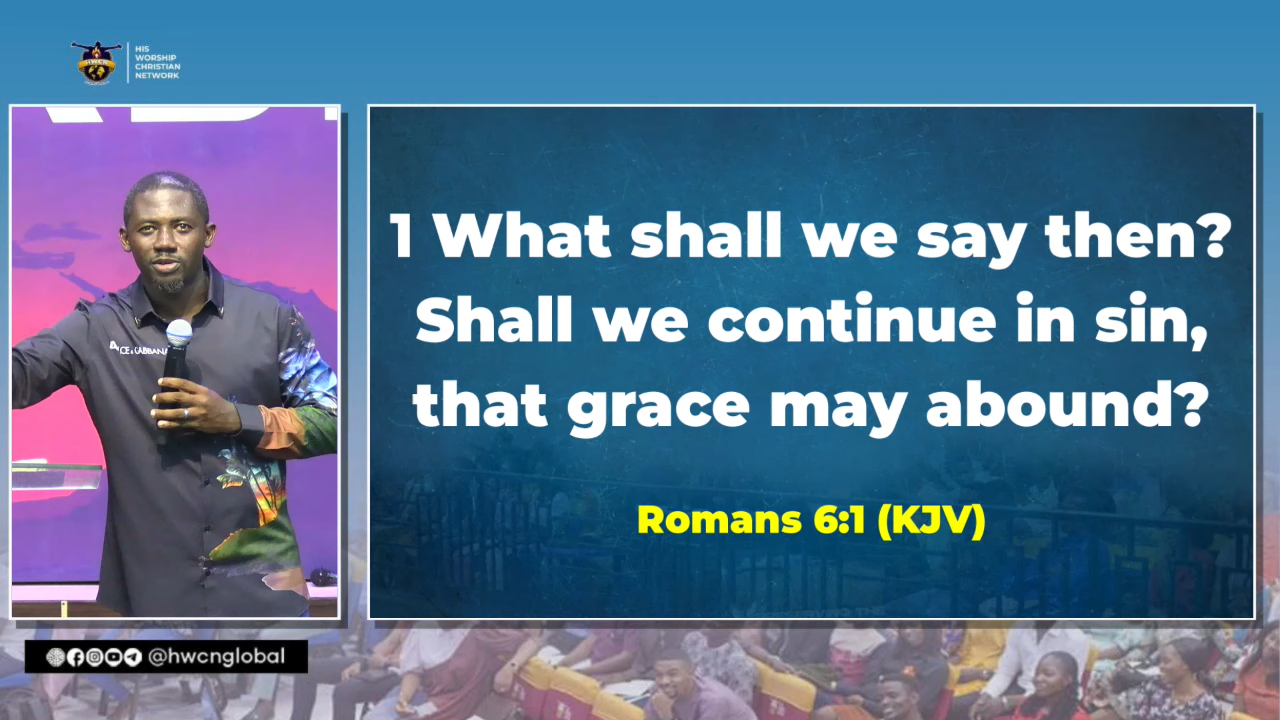 HWCN
HIS
WORSHIP
CHRISTIAN
NETWORK
1 What shall we say then?
Shall we continue in sin,
that grace may abound?
Romans 6:1 (KJV)
@hwcnglobal